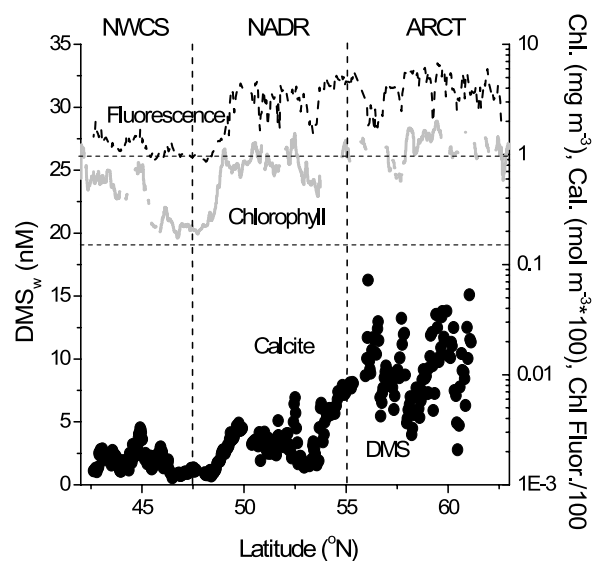 NWCS NADR ARCT
35
30
25
20
15
10
5
0
DMSw (nM)
10
1
0.1
0.01
1E-3
Chl. (mg m-3), Cal. (mol m-3*100), Chl Fluor./100
Fluorescence
Chlorophyll
Calcite
DMS
45 50 55 60
Latitude (oN)